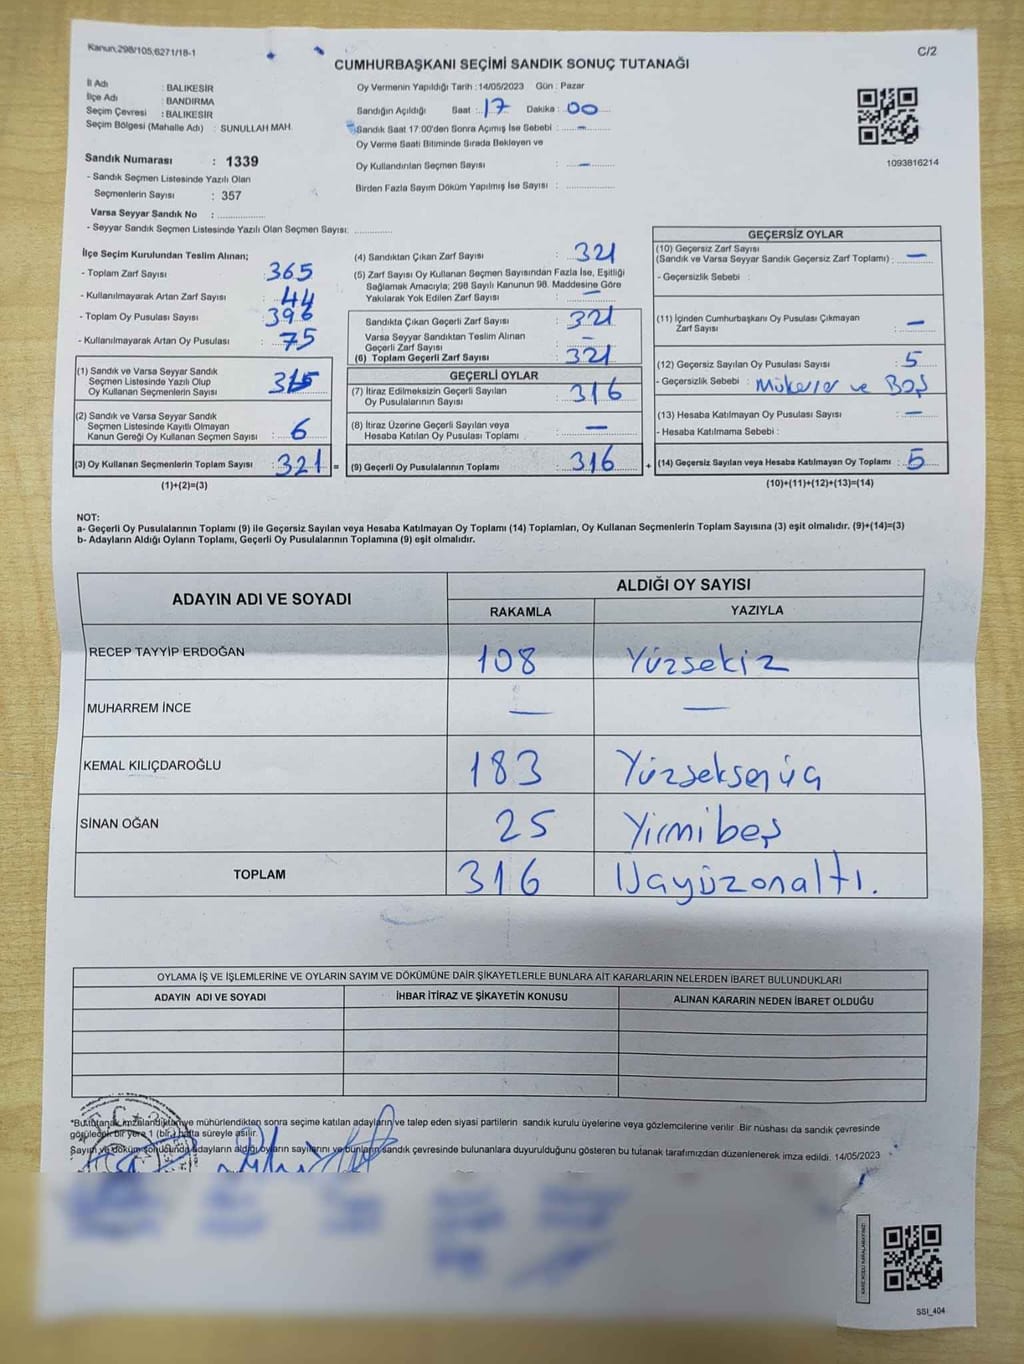 Kanun,298/105,6271/18-1
C/2
CUMHURBAŞKANI SEÇİMİ SANDIK SONUÇ TUTANAĞI
İl Adı : BALIKESİR
İlçe Adı : BANDIRMA
Seçim Çevresi : BALIKESİR
Seçim Bölgesi (Mahalle Adı) : SUNULLAH MAH.
Sandık Numarası : 1339
- Sandık Seçmen Listesinde Yazılı Olan
Seçmenlerin Sayısı : 357
Varsa Seyyar Sandık No :
- Seyyar Sandık Seçmen Listesinde Yazılı Olan Seçmen Sayısı:
Oy Vermenin Yapıldığı Tarih : 14/05/2023 Gün : Pazar
Sandığın Açıldığı Saat : 17 Dakika : 00
Sandık Saat 17:00'den Sonra Açımış İse Sebebi : –
Oy Verme Saati Bitiminde Sırada Bekleyen ve
Oy Kullandırılan Seçmen Sayısı : –
Birden Fazla Sayım Döküm Yapılmış İse Sayısı :
1093816214
İlçe Seçim Kurulundan Teslim Alınan;
- Toplam Zarf Sayısı : 365
- Kullanılmayarak Artan Zarf Sayısı : 44
- Toplam Oy Pusulası Sayısı : 396
- Kullanılmayarak Artan Oy Pusulası : 75
(1) Sandık ve Varsa Seyyar Sandık
Seçmen Listesinde Yazılı Olup
Oy Kullanan Seçmenlerin Sayısı : 315
(2) Sandık ve Varsa Seyyar Sandık
Seçmen Listesinde Kayıtlı Olmayan
Kanun Gereği Oy Kullanan Seçmen Sayısı : 6
(3) Oy Kullanan Seçmenlerin Toplam Sayısı : 321 =
(1)+(2)=(3)
(4) Sandıktan Çıkan Zarf Sayısı : 321
(5) Zarf Sayısı Oy Kullanan Seçmen Sayısından Fazla İse, Eşitliği
Sağlamak Amacıyla; 298 Sayılı Kanunun 98. Maddesine Göre
Yakılarak Yok Edilen Zarf Sayısı : –
Sandıkta Çıkan Geçerli Zarf Sayısı : 321
Varsa Seyyar Sandıktan Teslim Alınan
Geçerli Zarf Sayısı : –
(6) Toplam Geçerli Zarf Sayısı : 321
GEÇERLİ OYLAR
(7) İtiraz Edilmeksizin Geçerli Sayılan
Oy Pusulalarının Sayısı : 316
(8) İtiraz Üzerine Geçerli Sayılan veya
Hesaba Katılan Oy Pusulası Toplamı : –
(9) Geçerli Oy Pusulalarının Toplamı : 316 +
GEÇERSİZ OYLAR
(10) Geçersiz Zarf Sayısı
(Sandık ve Varsa Seyyar Sandık Geçersiz Zarf Toplamı) : –
- Geçersizlik Sebebi :
(11) İçinden Cumhurbaşkanı Oy Pusulası Çıkmayan
Zarf Sayısı : –
(12) Geçersiz Sayılan Oy Pusulası Sayısı : 5
- Geçersizlik Sebebi : Mükerrer ve Boş
(13) Hesaba Katılmayan Oy Pusulası Sayısı : –
- Hesaba Katılmama Sebebi :
(14) Geçersiz Sayılan veya Hesaba Katılmayan Oy Toplamı : 5
(10)+(11)+(12)+(13)=(14)
NOT:
a- Geçerli Oy Pusulalarının Toplamı (9) ile Geçersiz Sayılan veya Hesaba Katılmayan Oy Toplamı (14) Toplamları, Oy Kullanan Seçmenlerin Toplam Sayısına (3) eşit olmalıdır. (9)+(14)=(3)
b- Adayların Aldığı Oyların Toplamı, Geçerli Oy Pusulalarının Toplamına (9) eşit olmalıdır.
ADAYIN ADI VE SOYADI ALDIĞI OY SAYISI
RAKAMLA YAZIYLA
RECEP TAYYİP ERDOĞAN 108 Yüzsekiz
MUHARREM İNCE — —
KEMAL KILIÇDAROĞLU 183 Yüzseksenüç
SİNAN OĞAN 25 Yirmibeş
TOPLAM 316 Üçyüzonaltı.
OYLAMA İŞ VE İŞLEMLERİNE VE OYLARIN SAYIM VE DÖKÜMÜNE DAİR ŞİKAYETLERLE BUNLARA AİT KARARLARIN NELERDEN İBARET BULUNDUKLARI
ADAYIN ADI VE SOYADI İHBAR İTİRAZ VE ŞİKAYETİN KONUSU ALINAN KARARIN NEDEN İBARET OLDUĞU
*Bu tutanak imzalandıktan ve mühürlendikten sonra seçime katılan adayların ve talep eden siyasi partilerin sandık kurulu üyelerine veya gözlemcilerine verilir .Bir nüshası da sandık çevresinde
görülecek bir yere 1 (bir) hafta süreyle asılır.
Sayım ve döküm sonucunda adayların aldığı oyların sayılarını ve bunların sandık çevresinde bulunanlara duyurulduğunu gösteren bu tutanak tarafımızdan düzenlenerek imza edildi. 14/05/2023
KARE KODU KARALAMAYINIZ!
SSİ_404